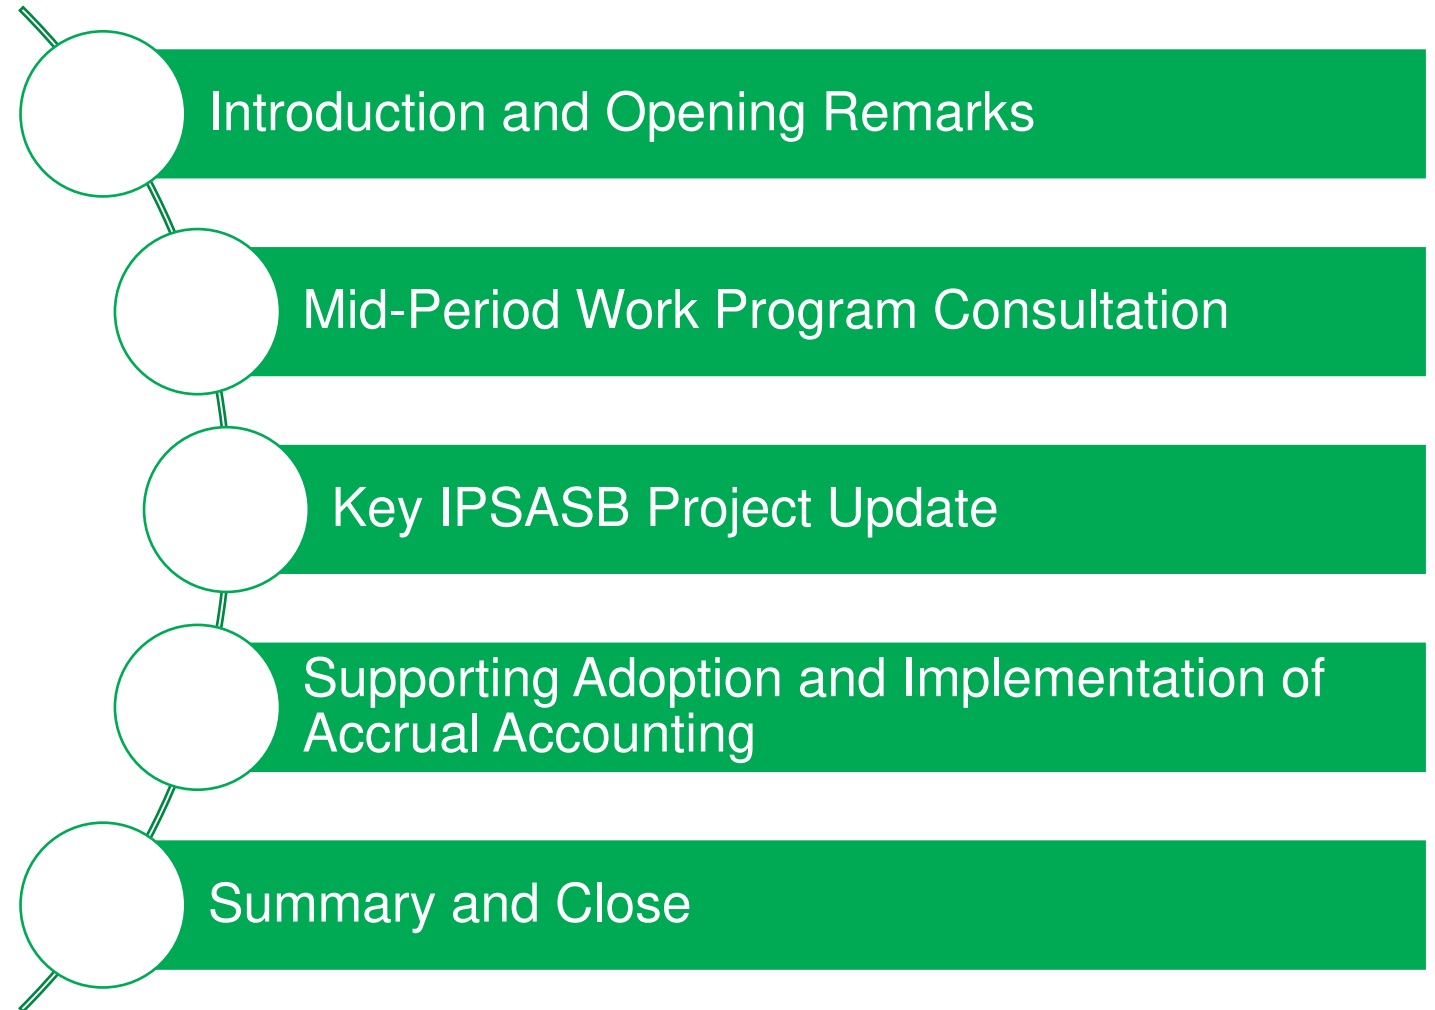 Introduction and Opening Remarks
Mid-Period Work Program Consultation
Key IPSASB Project Update
Supporting Adoption and Implementation of
Accrual Accounting
Summary and Close